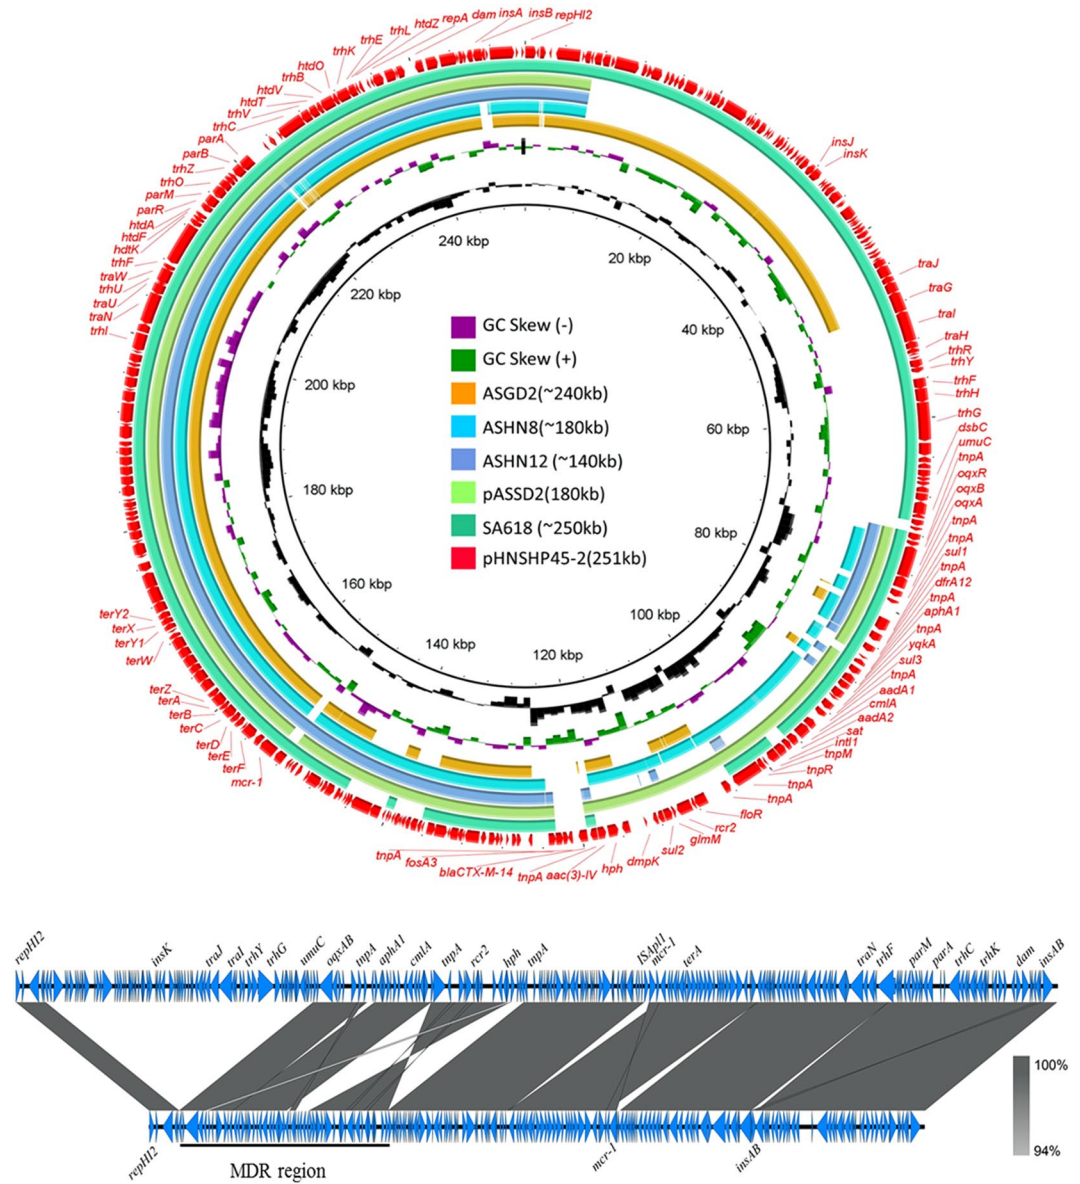 htdZ repA dam insA insB repHI2
trhL
trhE
trhK
htdO
trhB
htdV
htdT
trhV
trhC
parA
parB
trhZ
trhO
parM
parR
htdA
htdF
hdtK
trhF
traW
trhU
traU
traN
trhI
insJ
insK
traJ
traG
traI
traH
trhR
trhY
trhF
trhH
trhG
dsbC
umuC
tnpA
oqxR
oqxB
oqxA
tnpA
tnpA
sul1
tnpA
dfrA12
tnpA
aphA1
tnpA
yqkA
sul3
tnpA
aadA1
cmlA
aadA2
sat
intI1
tnpM
tnpR
tnpA
tnpA
floR
rcr2
glmM
sul2
dmpK
hph
aac(3)-IV
tnpA
blaCTX-M-14
fosA3
tnpA
terY2
terX
terY1
terW
terZ
terA
terB
terC
terD
terE
terF
mcr-1
240 kbp
20 kbp
220 kbp
40 kbp
200 kbp
60 kbp
180 kbp
80 kbp
160 kbp
100 kbp
140 kbp
120 kbp
GC Skew (-)
GC Skew (+)
ASGD2(~240kb)
ASHN8(~180kb)
ASHN12 (~140kb)
pASSD2(180kb)
SA618 (~250kb)
pHNSHP45-2(251kb)
repHI2 insK traJ traI trhY trhG umuC oqxAB tnpA aphA1 cmlA tnpA rcr2 hph tnpA ISApl1 mcr-1 terA traN trhF parM parA trhC trhK dam insAB
100%
94%
repHI2 mcr-1 insAB
MDR region